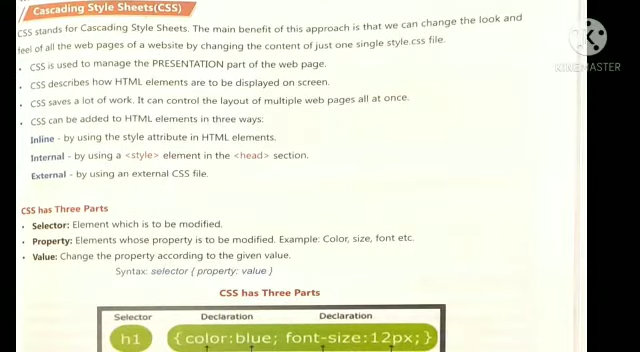 Cascading Style Sheets(CSS)
CSS stands for Cascading Style Sheets. The main benefit of this approach is that we can change the look and
feel of all the web pages of a website by changing the content of just one single style.css file.
• CSS is used to manage the PRESENTATION part of the web page.
• CSS describes how HTML elements are to be displayed on screen.
• CSS saves a lot of work. It can control the layout of multiple web pages all at once.
• CSS can be added to HTML elements in three ways:
Inline - by using the style attribute in HTML elements.
Internal - by using a <style> element in the <head> section.
External - by using an external CSS file.
CSS has Three Parts
• Selector: Element which is to be modified.
• Property: Elements whose property is to be modified. Example: Color, size, font etc.
• Value: Change the property according to the given value.
Syntax: selector { property: value }
CSS has Three Parts
Selector Declaration Declaration
h1 {color:blue; font-size:12px;}
KINEMASTER